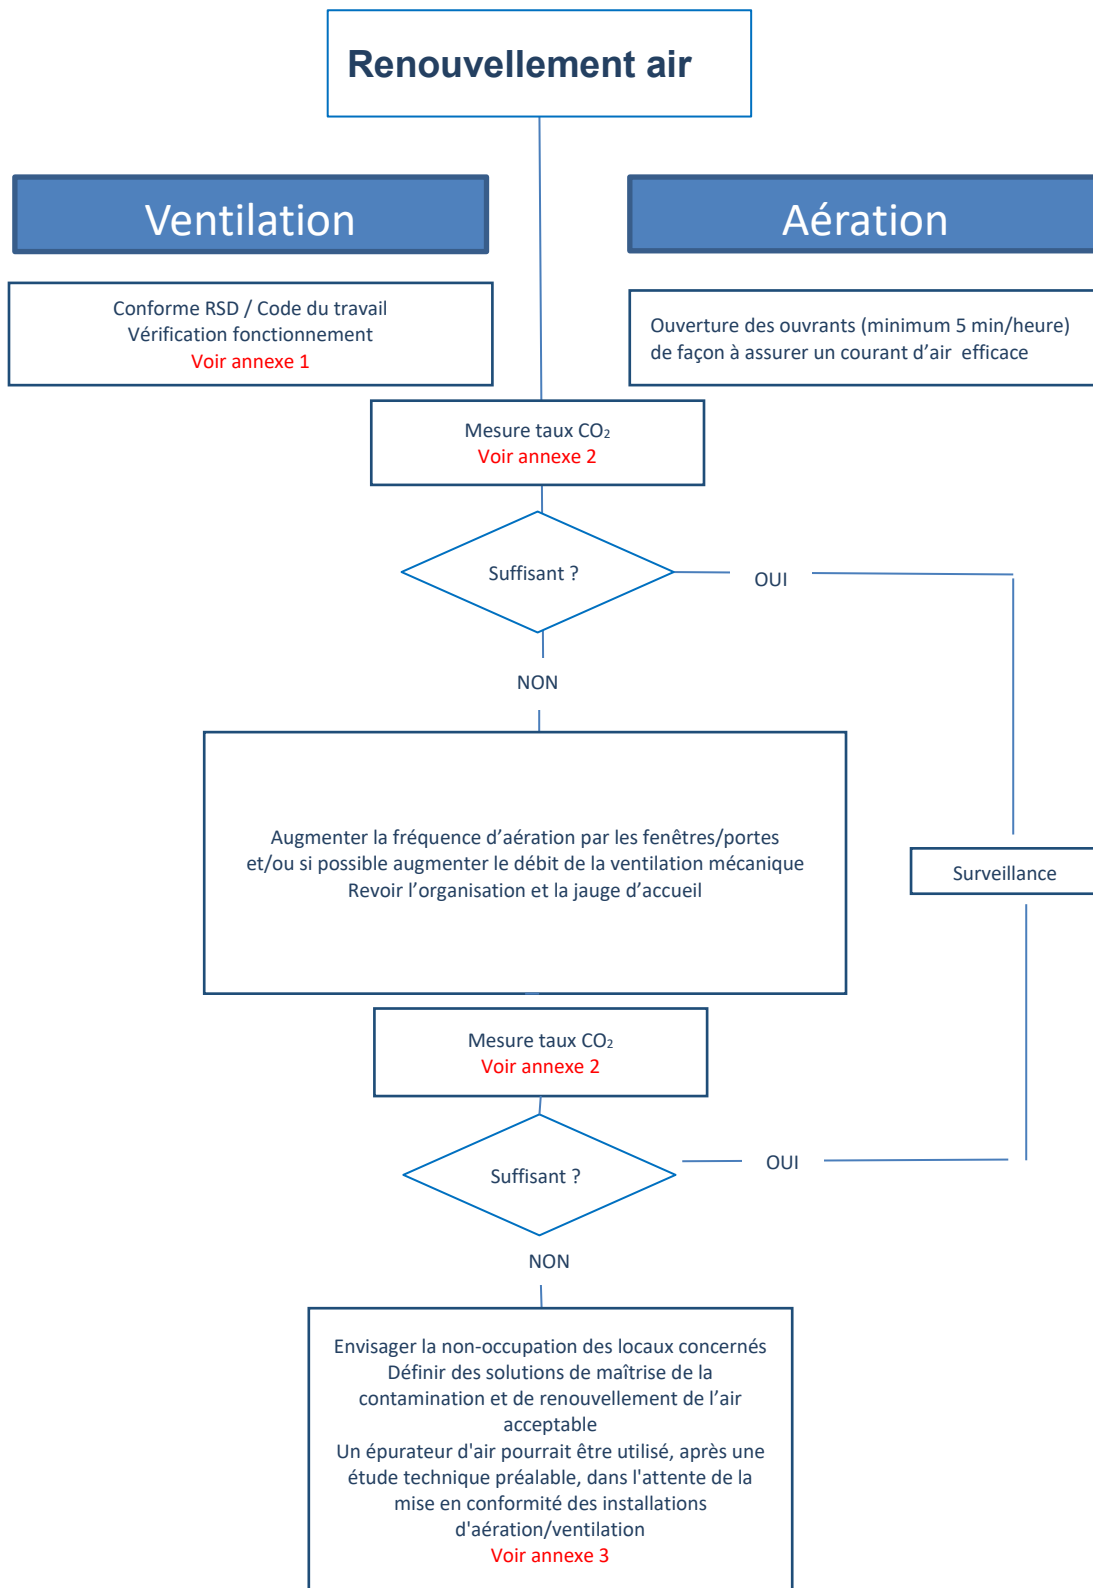 Renouvellement air
Ventilation
Aération
Conforme RSD / Code du travail
Vérification fonctionnement
Voir annexe 1
Ouverture des ouvrants (minimum 5 min/heure)
de façon à assurer un courant d’air efficace
Mesure taux CO₂
Voir annexe 2
Suffisant ?
OUI
NON
Augmenter la fréquence d’aération par les fenêtres/portes
et/ou si possible augmenter le débit de la ventilation mécanique
Revoir l’organisation et la jauge d’accueil
Surveillance
Mesure taux CO₂
Voir annexe 2
Suffisant ?
OUI
NON
Envisager la non-occupation des locaux concernés
Définir des solutions de maîtrise de la
contamination et de renouvellement de l’air
acceptable
Un épurateur d'air pourrait être utilisé, après une
étude technique préalable, dans l'attente de la
mise en conformité des installations
d'aération/ventilation
Voir annexe 3